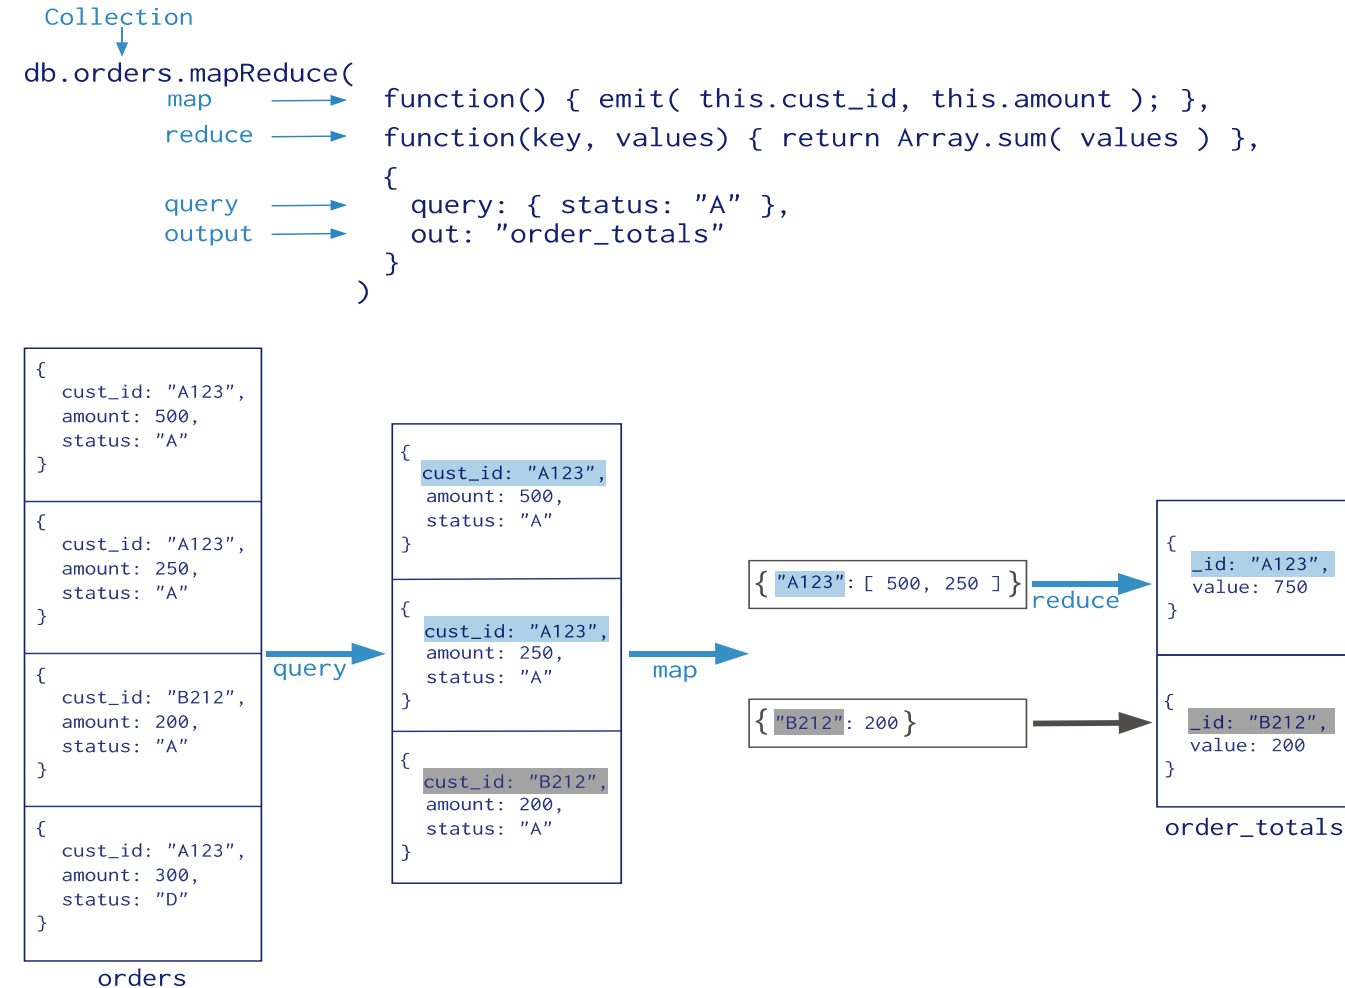 Collection
db.orders.mapReduce(
map function() { emit( this.cust_id, this.amount ); },
reduce function(key, values) { return Array.sum( values ) },
{
query query: { status: "A" },
output out: "order_totals"
}
)
{
cust_id: "A123",
amount: 500,
status: "A"
}
{
cust_id: "A123",
amount: 250,
status: "A"
}
{
cust_id: "B212",
amount: 200,
status: "A"
}
{
cust_id: "A123",
amount: 300,
status: "D"
}
orders
query
{
cust_id: "A123",
amount: 500,
status: "A"
}
{
cust_id: "A123",
amount: 250,
status: "A"
}
{
cust_id: "B212",
amount: 200,
status: "A"
}
map
{ "A123": [ 500, 250 ] }
{ "B212": 200 }
reduce
{
_id: "A123",
value: 750
}
{
_id: "B212",
value: 200
}
order_totals